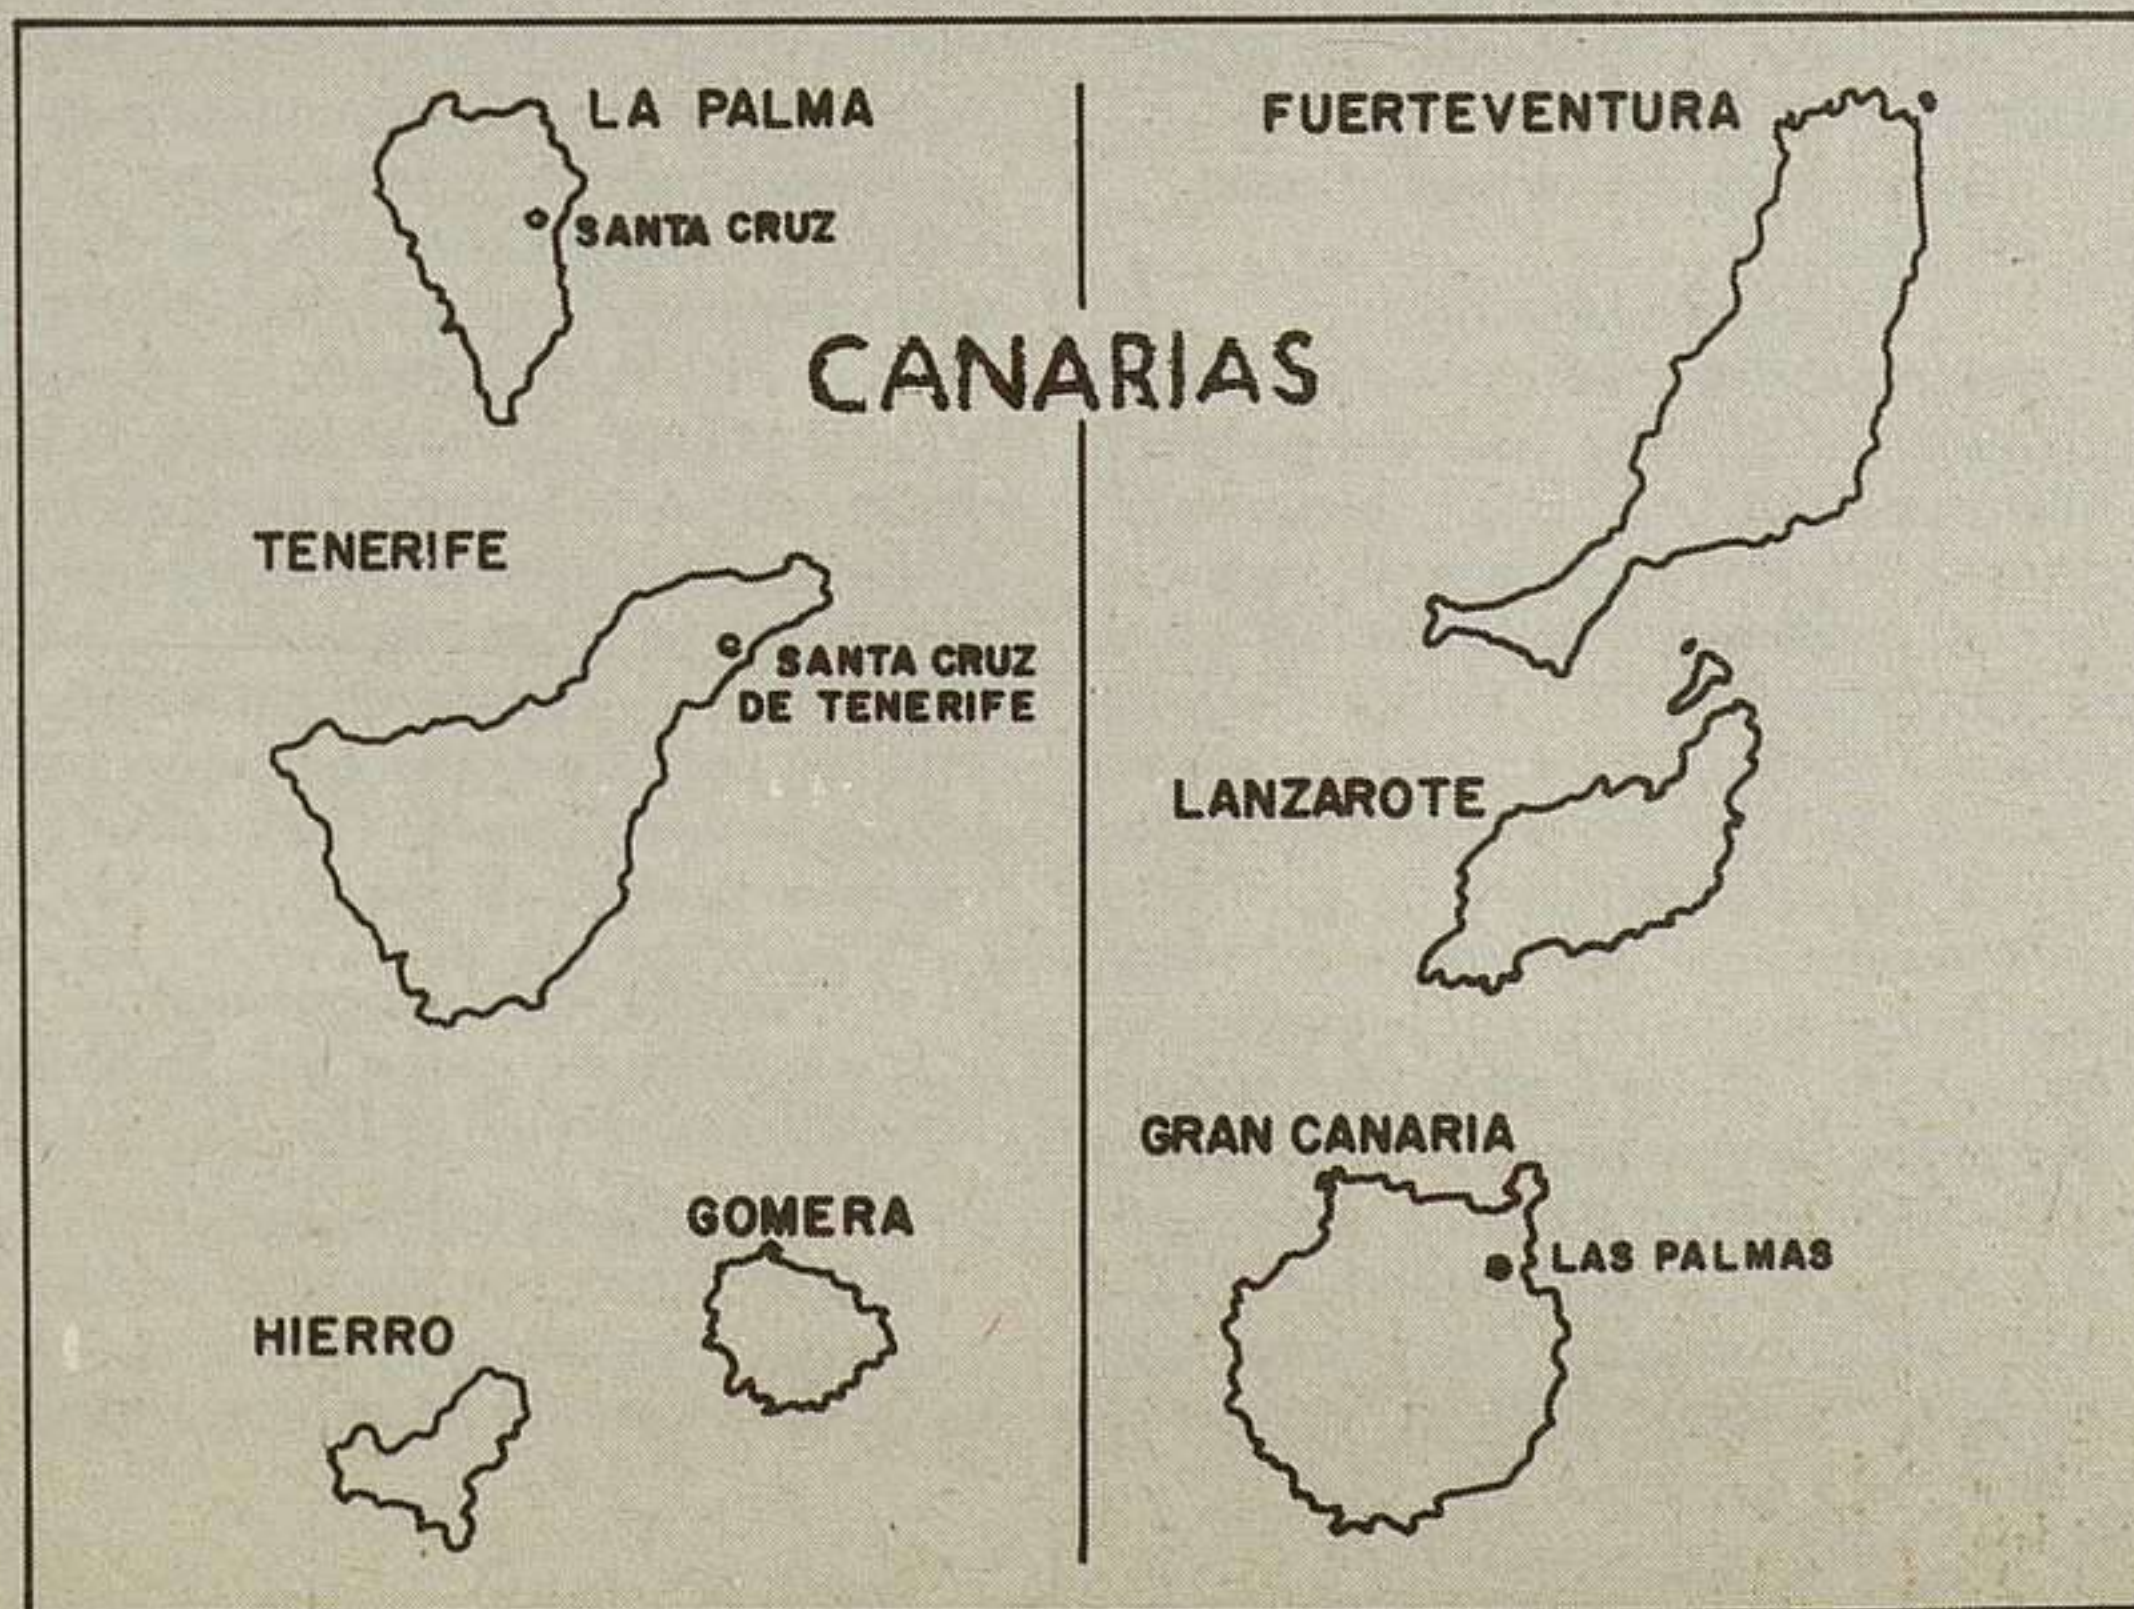 LA PALMA
SANTA CRUZ
FUERTEVENTURA
CANARIAS
TENERIFE
SANTA CRUZ
DE TENERIFE
LANZAROTE
GRAN CANARIA
LAS PALMAS
GOMERA
HIERRO